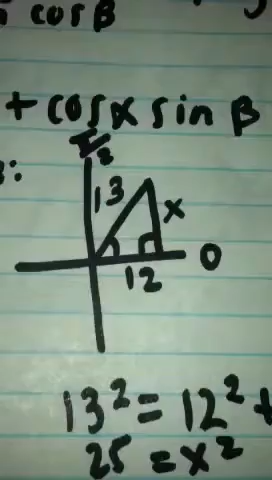 cos β
+ cos α sin β
π/2
13
x
12
0
13² = 12² +
25 = x²